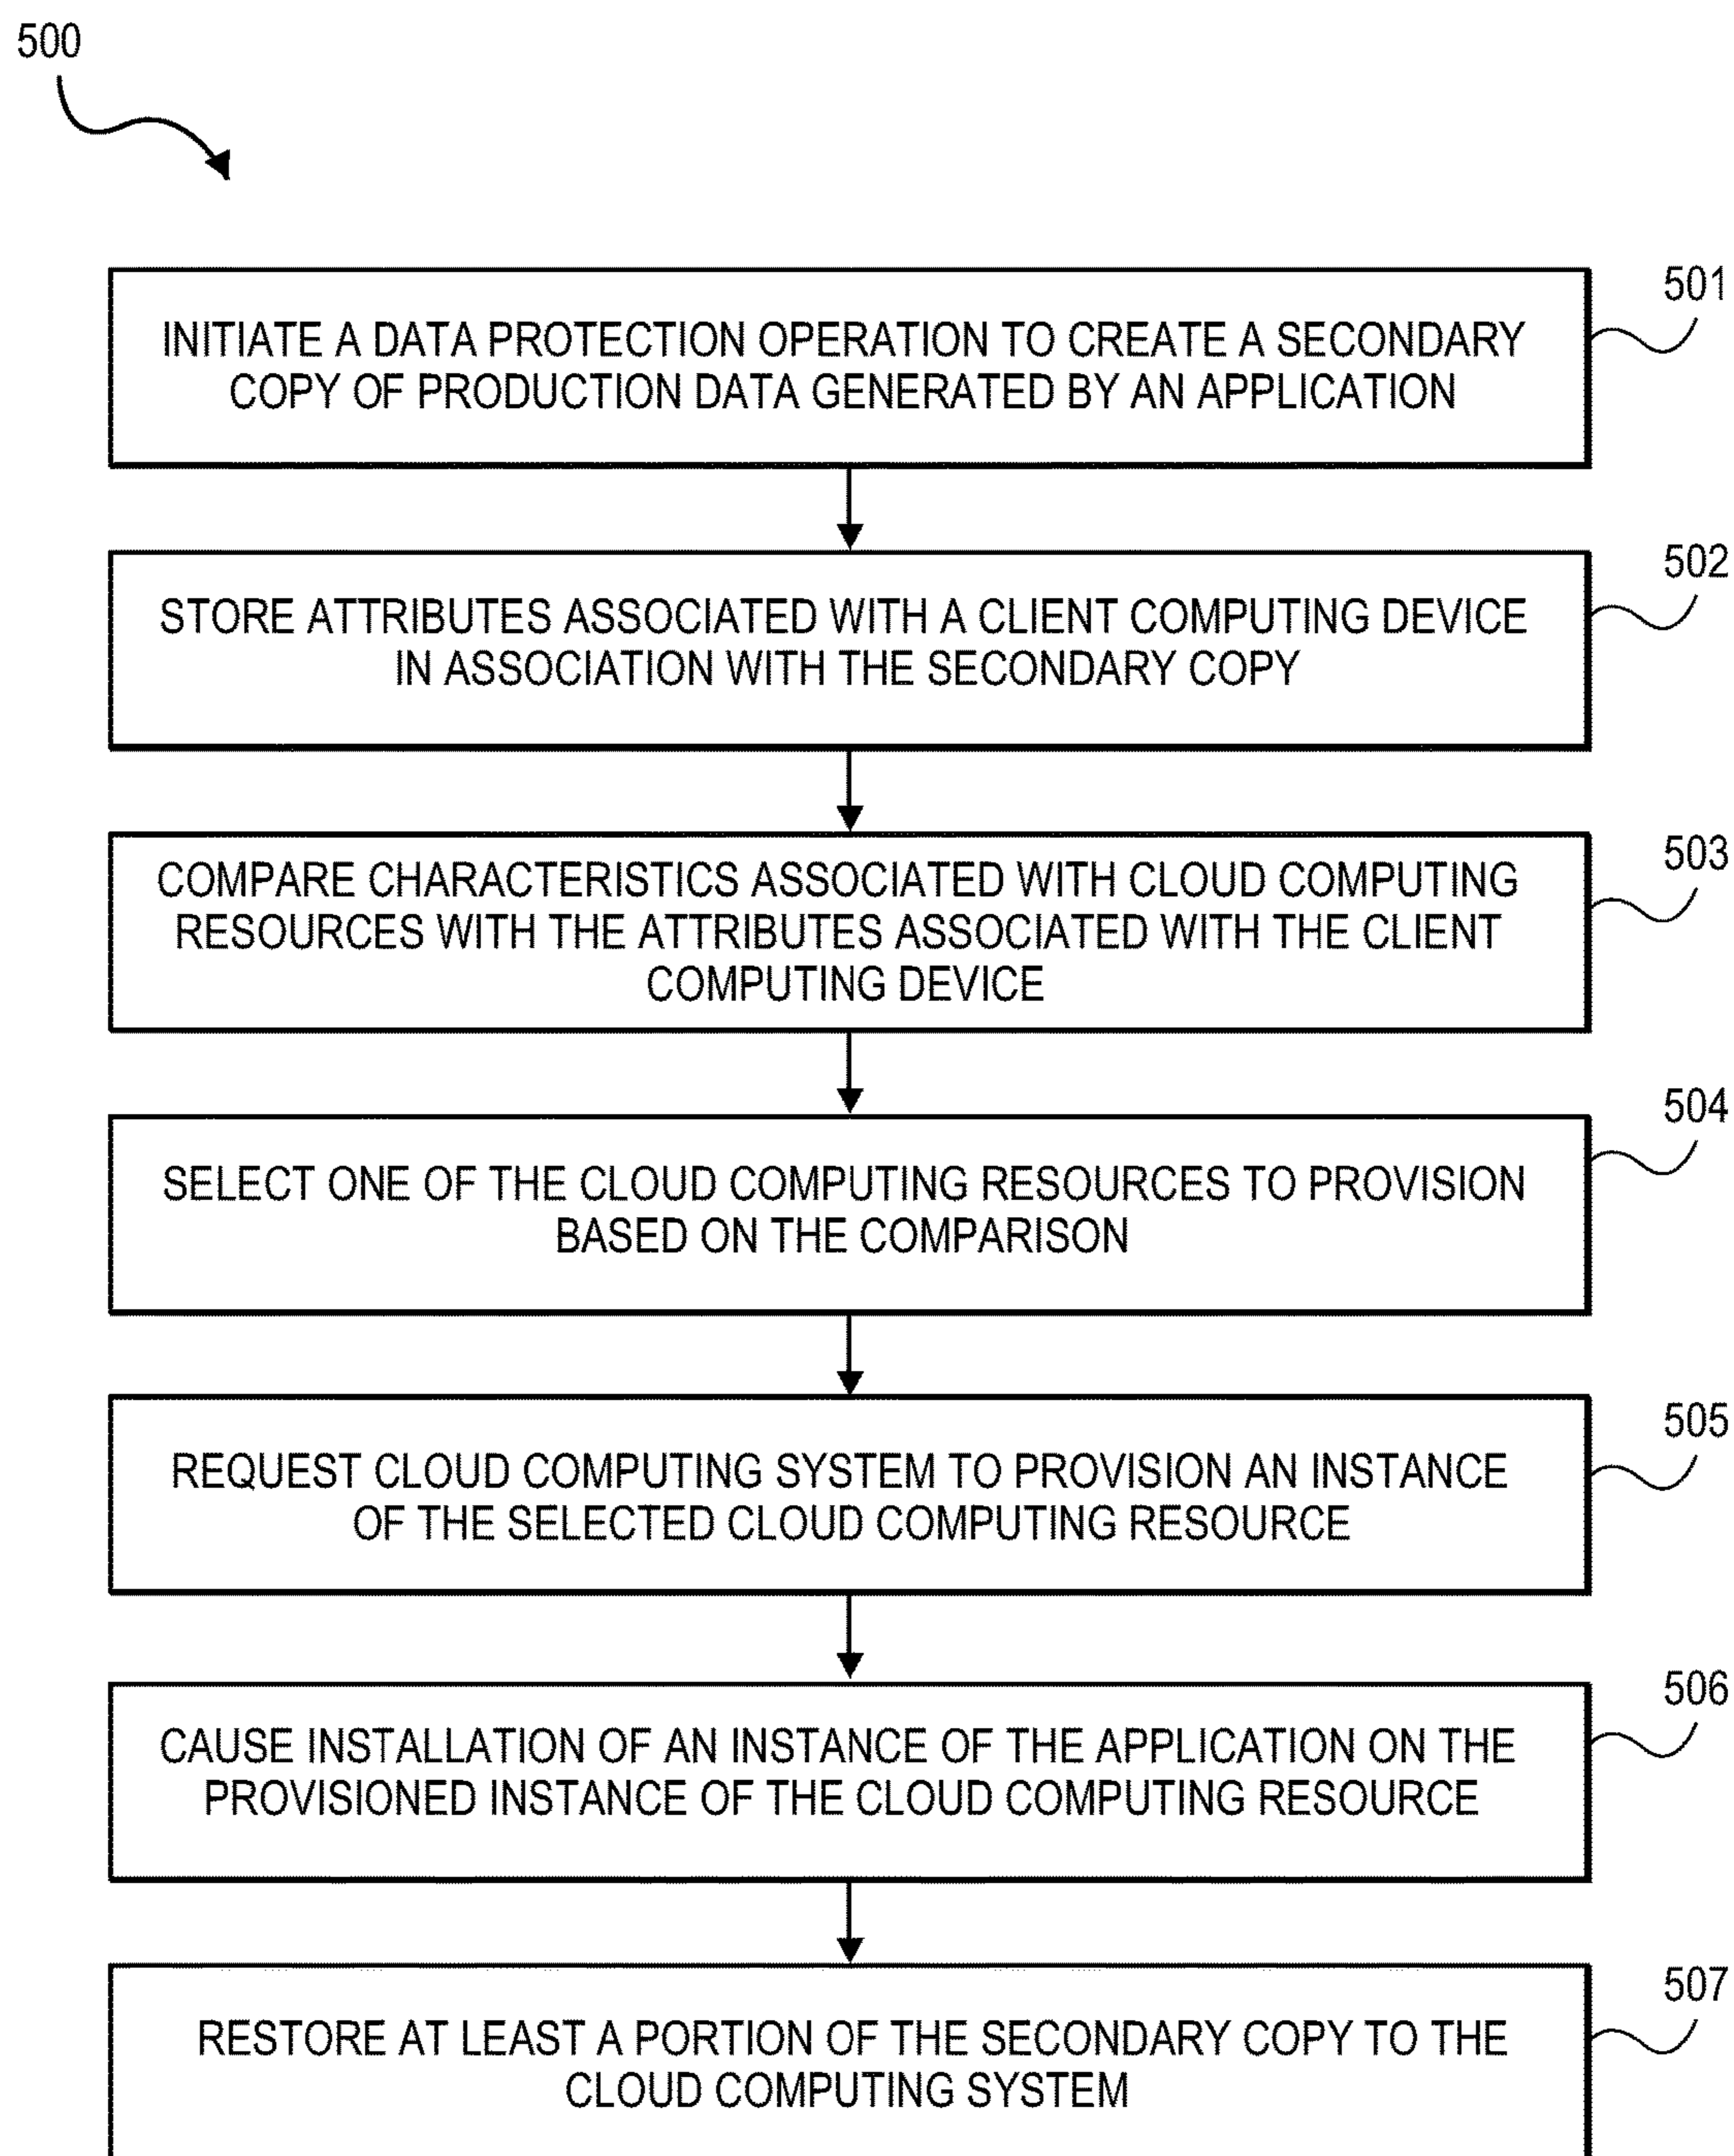 500
501
INITIATE A DATA PROTECTION OPERATION TO CREATE A SECONDARY
COPY OF PRODUCTION DATA GENERATED BY AN APPLICATION
502
STORE ATTRIBUTES ASSOCIATED WITH A CLIENT COMPUTING DEVICE
IN ASSOCIATION WITH THE SECONDARY COPY
503
COMPARE CHARACTERISTICS ASSOCIATED WITH CLOUD COMPUTING
RESOURCES WITH THE ATTRIBUTES ASSOCIATED WITH THE CLIENT
COMPUTING DEVICE
504
SELECT ONE OF THE CLOUD COMPUTING RESOURCES TO PROVISION
BASED ON THE COMPARISON
505
REQUEST CLOUD COMPUTING SYSTEM TO PROVISION AN INSTANCE
OF THE SELECTED CLOUD COMPUTING RESOURCE
506
CAUSE INSTALLATION OF AN INSTANCE OF THE APPLICATION ON THE
PROVISIONED INSTANCE OF THE CLOUD COMPUTING RESOURCE
507
RESTORE AT LEAST A PORTION OF THE SECONDARY COPY TO THE
CLOUD COMPUTING SYSTEM